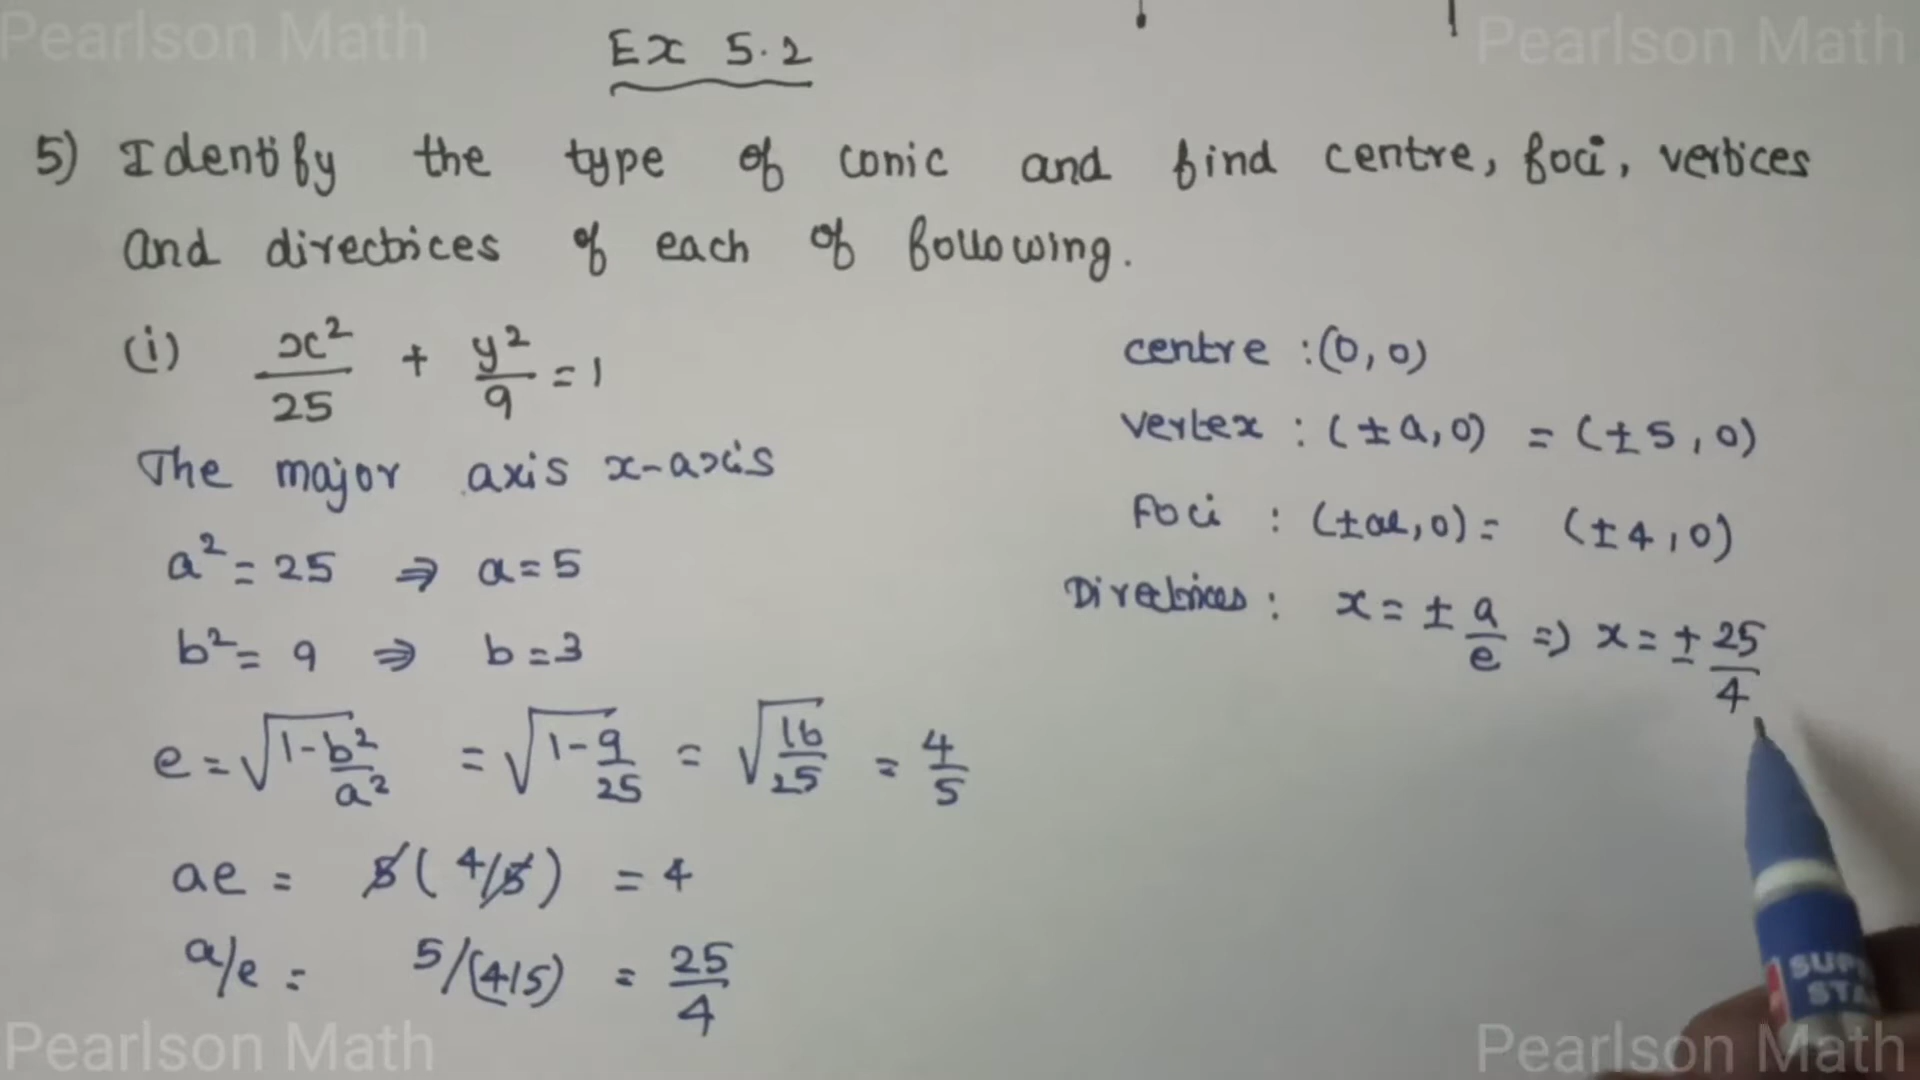 Pearlson Math
Pearlson Math
Ex 5.2
5) Identify the type of conic and find centre, foci, vertices
and directrices of each of following.
(i) x²/25 + y²/9 = 1
The major axis x-axis
a² = 25 ⇒ a = 5
b² = 9 ⇒ b = 3
e = √(1 - b²/a²) = √(1 - 9/25) = √(16/25) = 4/5
ae = 5(4/5) = 4
a/e = 5/(4/5) = 25/4
centre : (0, 0)
Vertex : (±a, 0) = (±5, 0)
Foci : (±ae, 0) = (±4, 0)
Directrices : x = ± a/e ⇒ x = ± 25/4
SUP
STA
Pearlson Math
Pearlson Math